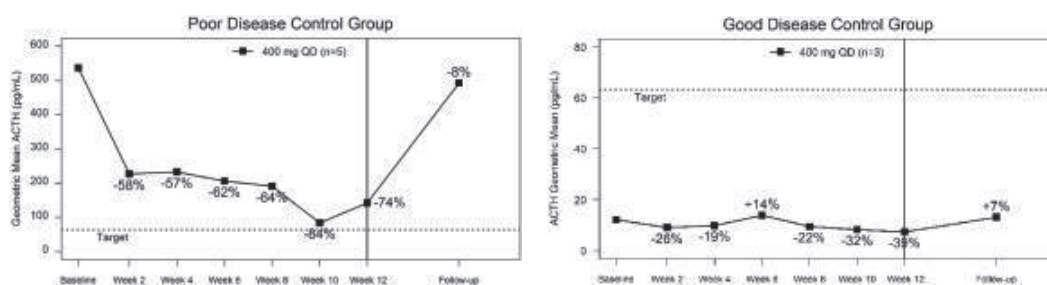 Poor Disease Control Group
Geometric Mean ACTH (pg/mL)
600
500
400
300
200
100
0
400 mg QD (n=5)
-58%
-57%
-62%
-64%
-84%
-74%
-8%
Target
Baseline Week 2 Week 4 Week 6 Week 8 Week 10 Week 12 Follow-up
Good Disease Control Group
ACTH Geometric Mean (pg/mL)
80
60
40
20
0
400 mg QD (n=3)
Target
-26%
-19%
+14%
-22%
-32%
-39%
+7%
Baseline Week 2 Week 4 Week 6 Week 8 Week 10 Week 12 Follow-up